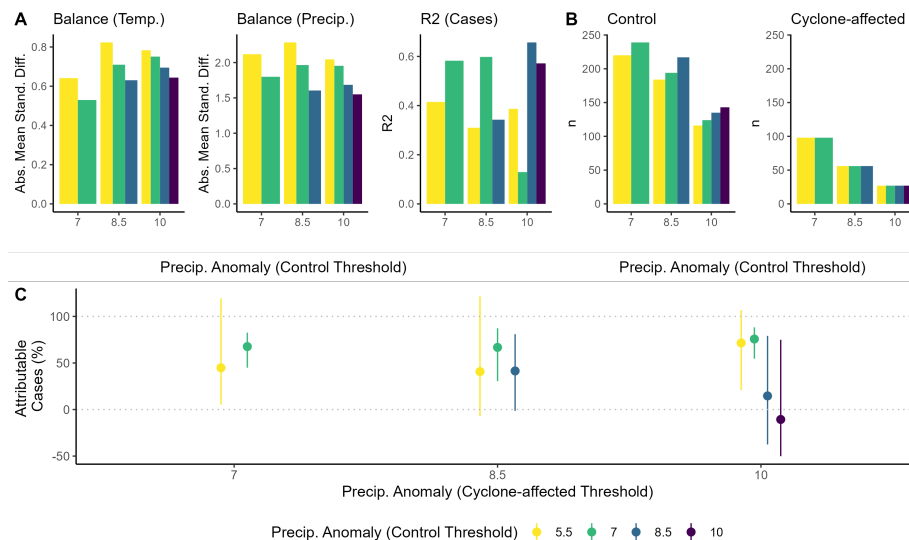 A
Balance (Temp.)
Balance (Precip.)
R2 (Cases)
B
Control
Cyclone-affected
Abs. Mean Stand. Diff.
0.8
0.6
0.4
0.2
0.0
7 8.5 10
Abs. Mean Stand. Diff.
2.0
1.5
1.0
0.5
0.0
7 8.5 10
R2
0.6
0.4
0.2
0.0
7 8.5 10
n
250
200
150
100
50
0
7 8.5 10
n
250
200
150
100
50
0
7 8.5 10
Precip. Anomaly (Control Threshold)
Precip. Anomaly (Control Threshold)
C
Attributable
Cases (%)
100
50
0
-50
7 8.5 10
Precip. Anomaly (Cyclone-affected Threshold)
Precip. Anomaly (Control Threshold) 5.5 7 8.5 10